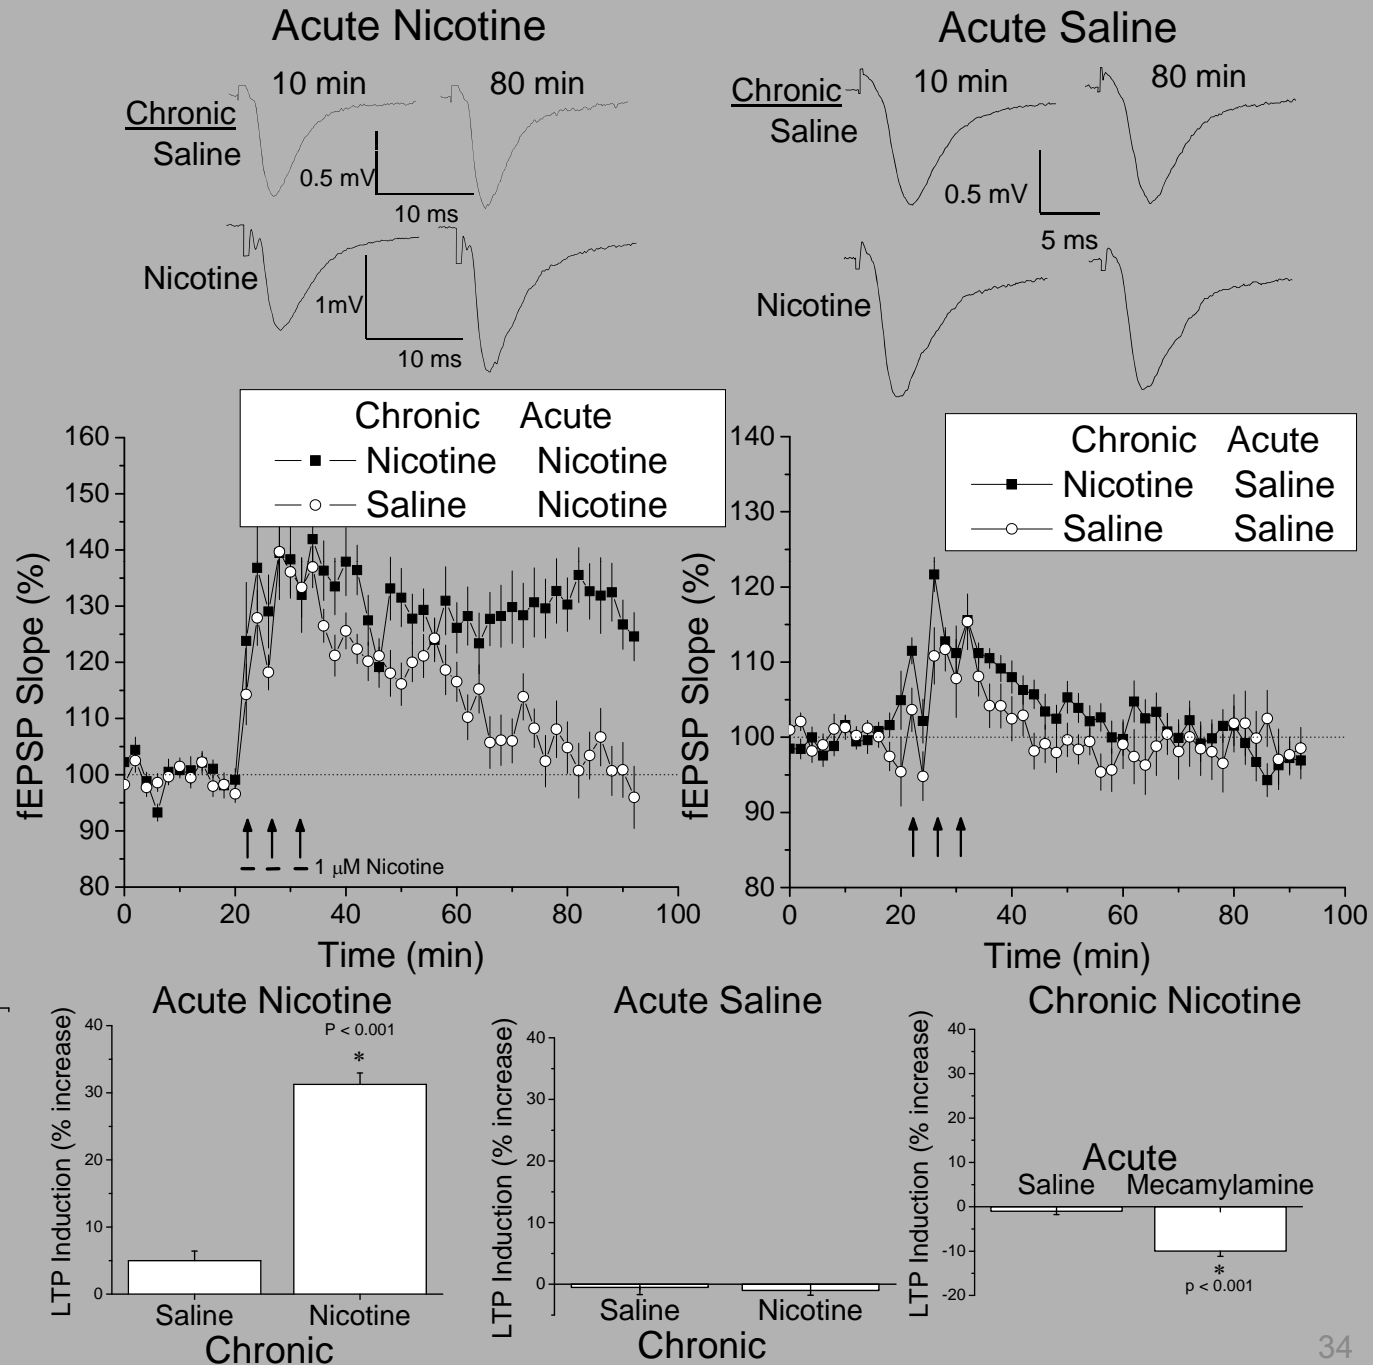 Acute Nicotine
10 min
80 min
Chronic
Saline
0.5 mV
10 ms
Nicotine
1mV
10 ms
Acute Saline
10 min
80 min
Chronic
Saline
0.5 mV
5 ms
Nicotine
Chronic Acute
Nicotine Nicotine
Saline Nicotine
160
150
140
130
120
110
100
90
80
fEPSP Slope (%)
1 μM Nicotine
0 20 40 60 80 100
Time (min)
Chronic Acute
Nicotine Saline
Saline Saline
140
130
120
110
100
90
80
fEPSP Slope (%)
0 20 40 60 80 100
Time (min)
Acute Nicotine
P < 0.001
*
40
30
20
10
0
LTP Induction (% increase)
Saline Nicotine
Chronic
Acute Saline
40
30
20
10
0
LTP Induction (% increase)
Saline Nicotine
Chronic
Chronic Nicotine
40
30
20
10
0
-10
-20
LTP Induction (% increase)
Acute
Saline Mecamylamine
*
p < 0.001
34